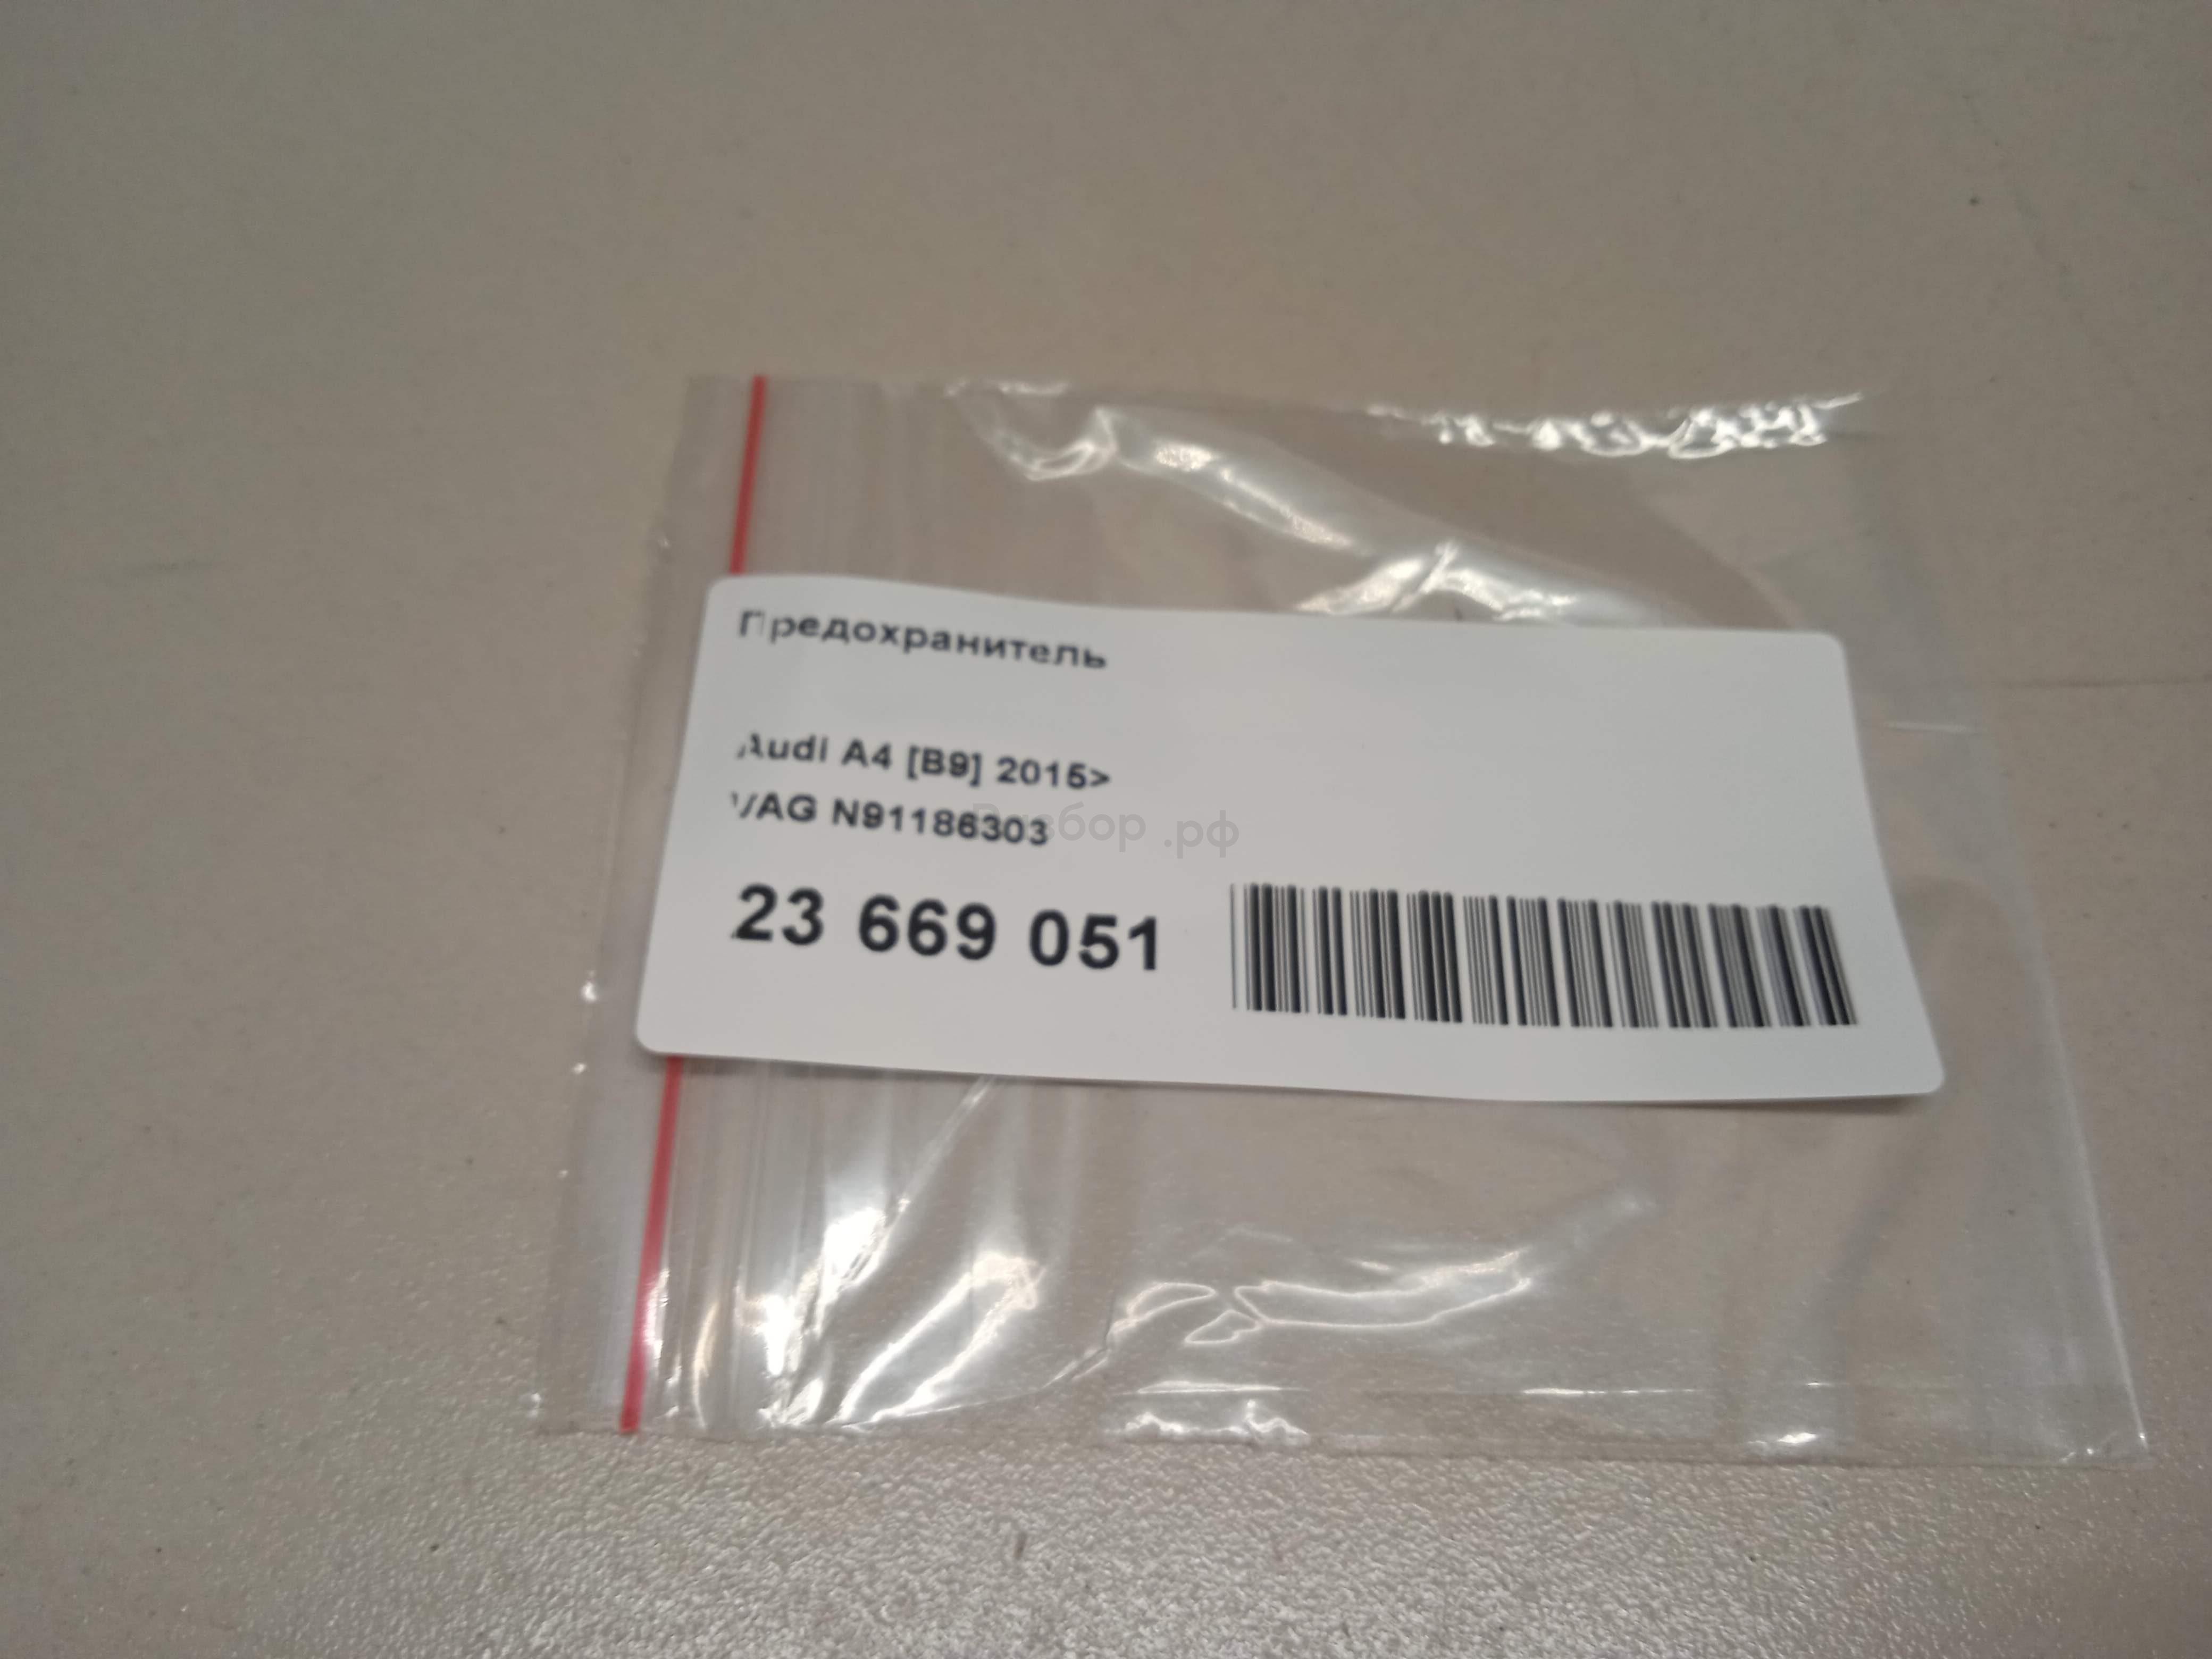 Предохранитель
Audi A4 [B9] 2015>
VAG N91186303
23 669 051